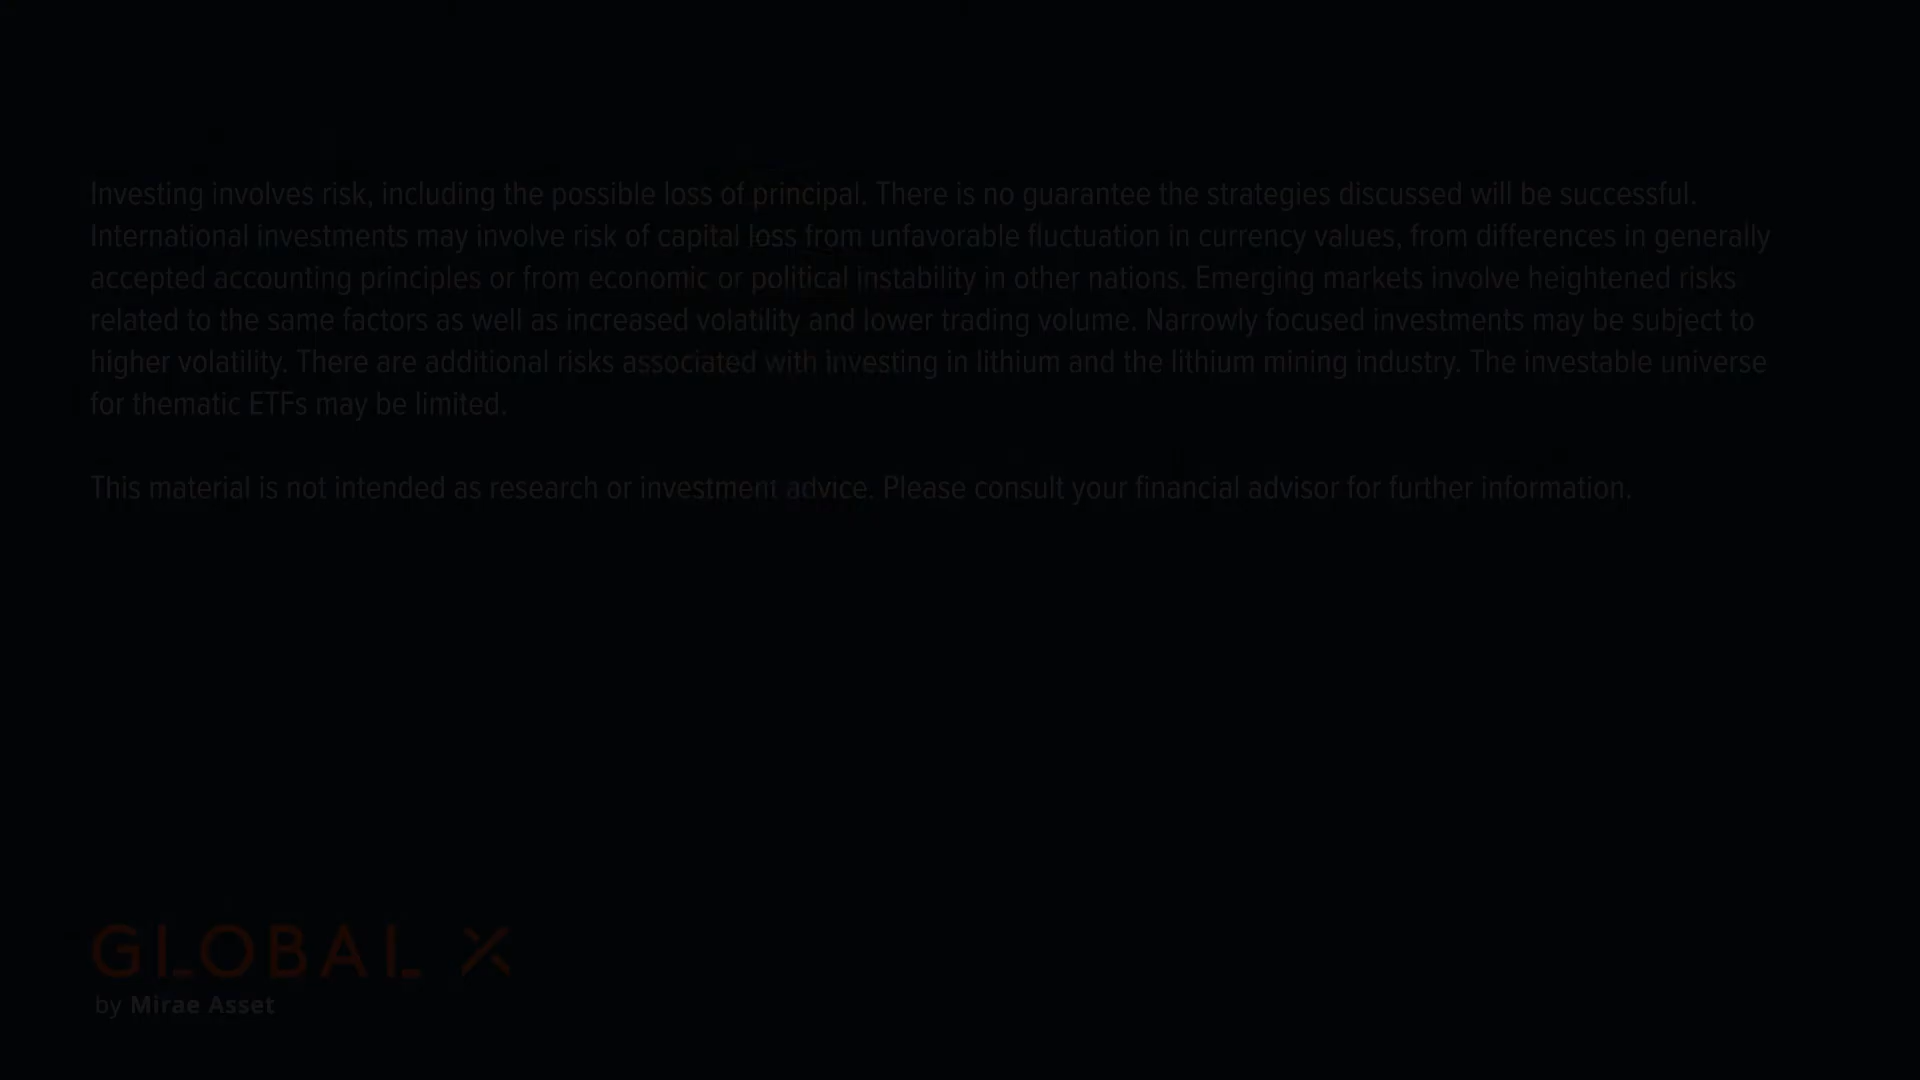 Investing involves risk, including the possible loss of principal. There is no guarantee the strategies discussed will be successful.
International investments may involve risk of capital loss from unfavorable fluctuation in currency values, from differences in generally
accepted accounting principles or from economic or political instability in other nations. Emerging markets involve heightened risks
related to the same factors as well as increased volatility and lower trading volume. Narrowly focused investments may be subject to
higher volatility. There are additional risks associated with investing in lithium and the lithium mining industry. The investable universe
for thematic ETFs may be limited.
This material is not intended as research or investment advice. Please consult your financial advisor for further information.
GLOBAL X
by Mirae Asset